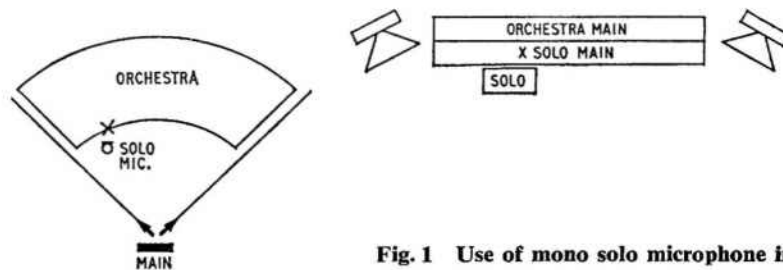 ORCHESTRA
SOLO
MIC.
MAIN
ORCHESTRA MAIN
X SOLO MAIN
SOLO
Fig. 1 Use of mono solo microphone i